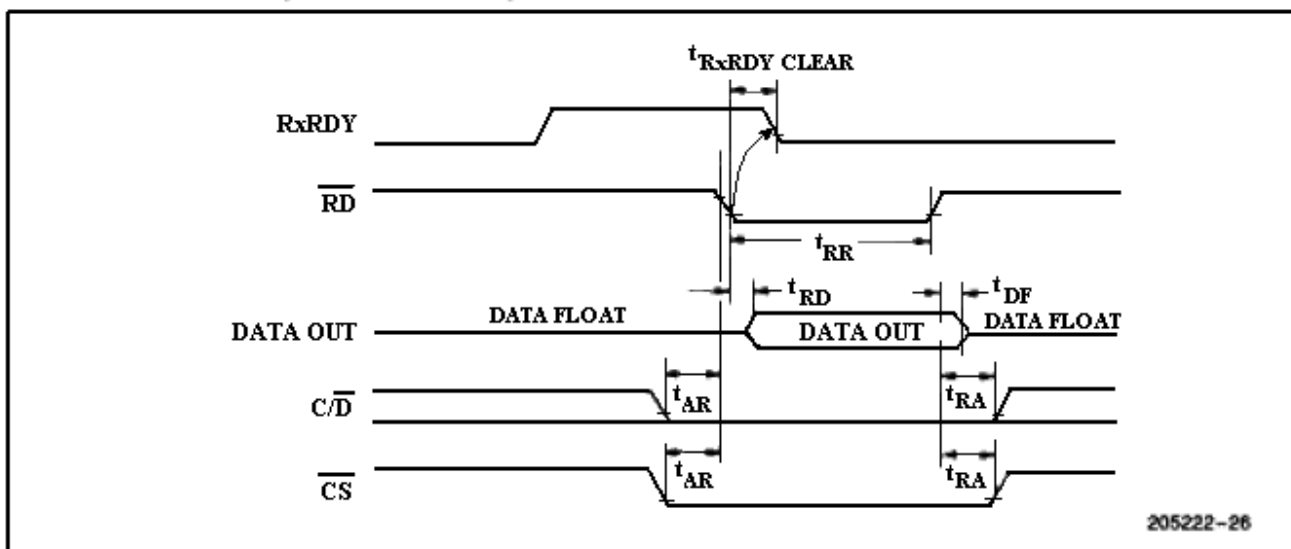 tRxRDY CLEAR
RxRDY
RD
tRR
tRD
tDF
DATA OUT
DATA FLOAT
DATA OUT
DATA FLOAT
C/D
tAR
tRA
CS
tAR
tRA
205222-26